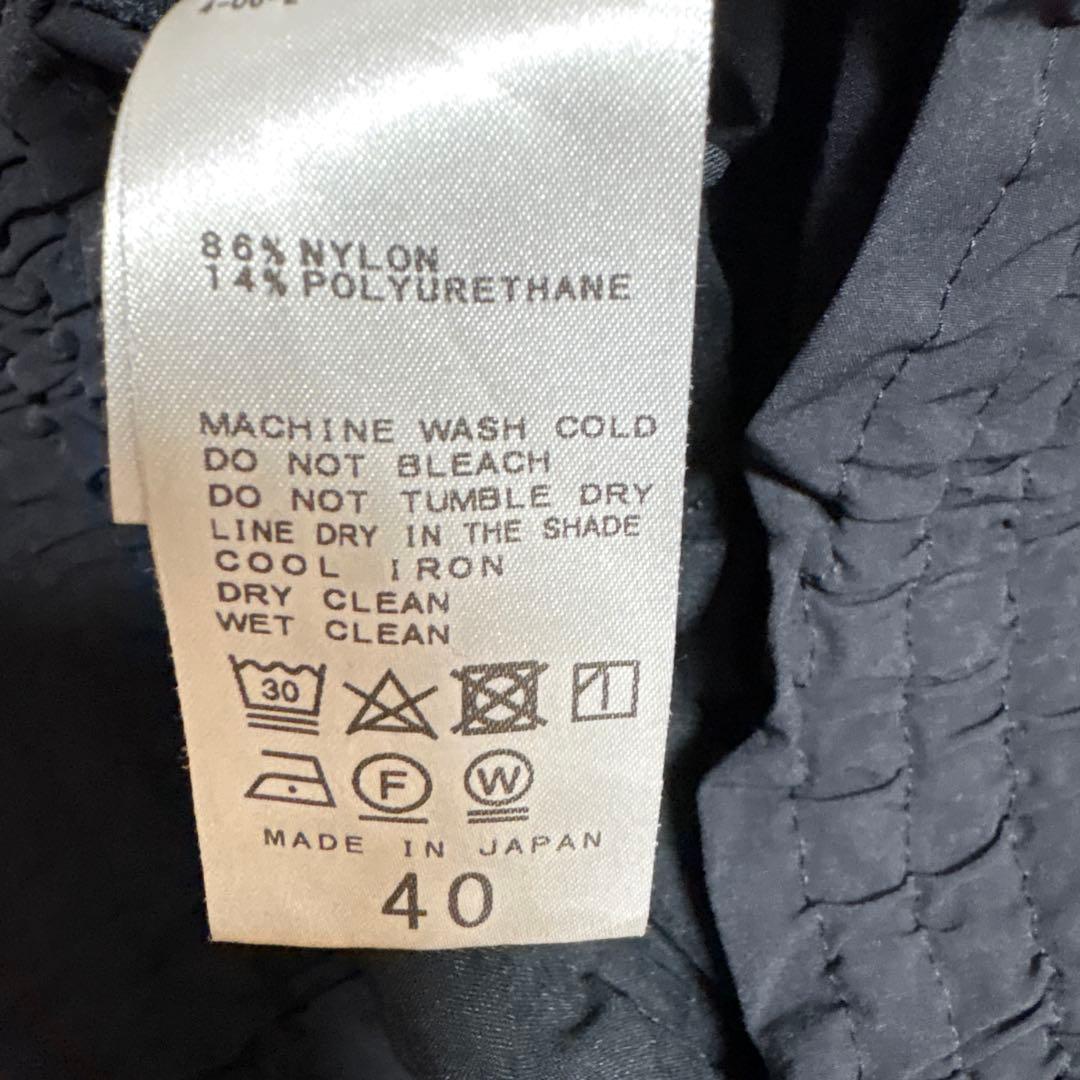 86% NYLON
14% POLYURETHANE
MACHINE WASH COLD
DO NOT BLEACH
DO NOT TUMBLE DRY
LINE DRY IN THE SHADE
COOL IRON
DRY CLEAN
WET CLEAN
30
F W
MADE IN JAPAN
40